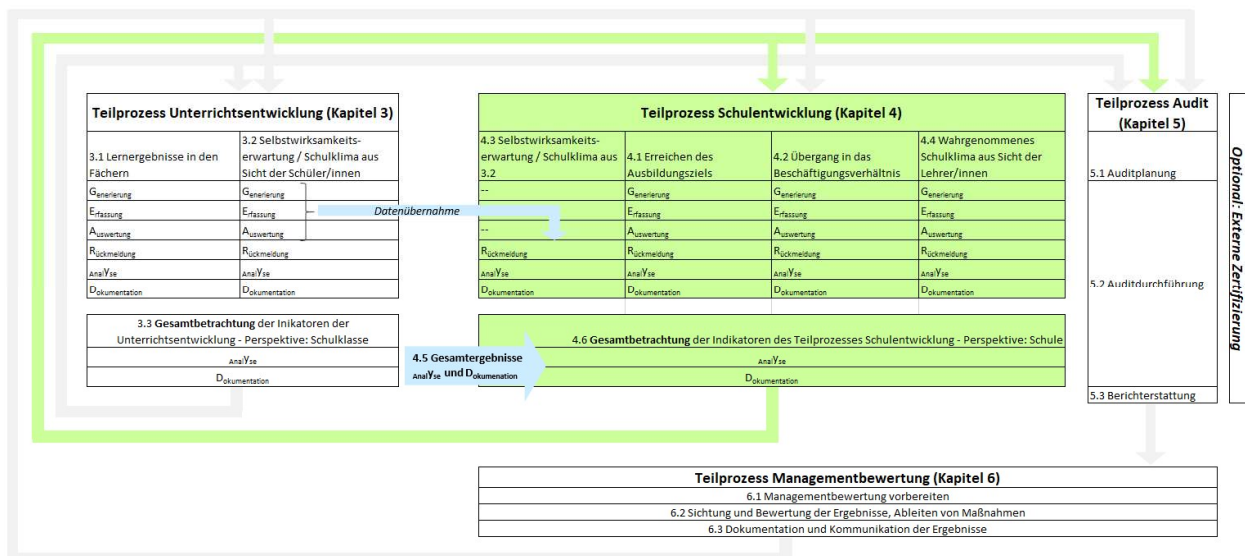 Teilprozess Unterrichtsentwicklung (Kapitel 3)
3.1 Lernergebnisse in den
Fächern
3.2 Selbstwirksamkeits-
erwartung / Schulklima aus
Sicht der Schüler/innen
Generierung
Generierung
Erfassung
Erfassung
Auswertung
Auswertung
Rückmeldung
Rückmeldung
Analyse
Analyse
Dokumentation
Dokumentation
Datenübernahme
3.3 Gesamtbetrachtung der Inikatoren der
Unterrichtsentwicklung - Perspektive: Schulklasse
Analyse
Dokumentation
4.5 Gesamtergebnisse
Analyse und Dokumenation
Teilprozess Schulentwicklung (Kapitel 4)
4.3 Selbstwirksamkeits-
erwartung / Schulklima aus
3.2
4.1 Erreichen des
Ausbildungsziels
4.2 Übergang in das
Beschäftigungsverhältnis
4.4 Wahrgenommenes
Schulklima aus Sicht der
Lehrer/innen
--
Generierung
Generierung
Generierung
Erfassung
Erfassung
Erfassung
--
Auswertung
Auswertung
Auswertung
Rückmeldung
Rückmeldung
Rückmeldung
Rückmeldung
Analyse
Analyse
Analyse
Analyse
Dokumentation
Dokumentation
Dokumentation
Dokumentation
4.6 Gesamtbetrachtung der Indikatoren des Teilprozesses Schulentwicklung - Perspektive: Schule
Analyse
Dokumentation
Teilprozess Audit
(Kapitel 5)
5.1 Auditplanung
5.2 Auditdurchführung
5.3 Berichterstattung
Optional: Externe Zertifizierung
Teilprozess Managementbewertung (Kapitel 6)
6.1 Managementbewertung vorbereiten
6.2 Sichtung und Bewertung der Ergebnisse, Ableiten von Maßnahmen
6.3 Dokumentation und Kommunikation der Ergebnisse